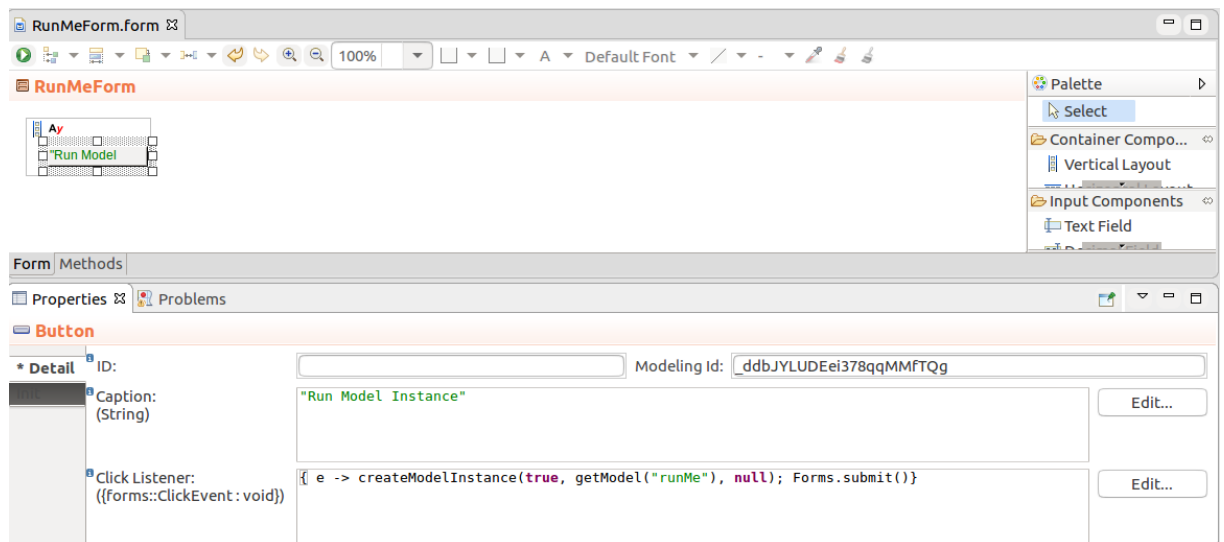 RunMeForm.form
100%
A
Default Font
-
RunMeForm
Palette
Select
Ay
"Run Model
Container Compo...
Vertical Layout
Input Components
Text Field
Form Methods
Properties Problems
Button
* Detail
ID:
Modeling Id: _ddbJYLUDEei378qqMMfTQg
Caption:
(String)
"Run Model Instance"
Edit...
Click Listener:
({forms::ClickEvent : void})
{ e -> createModelInstance(true, getModel("runMe"), null); Forms.submit()}
Edit...